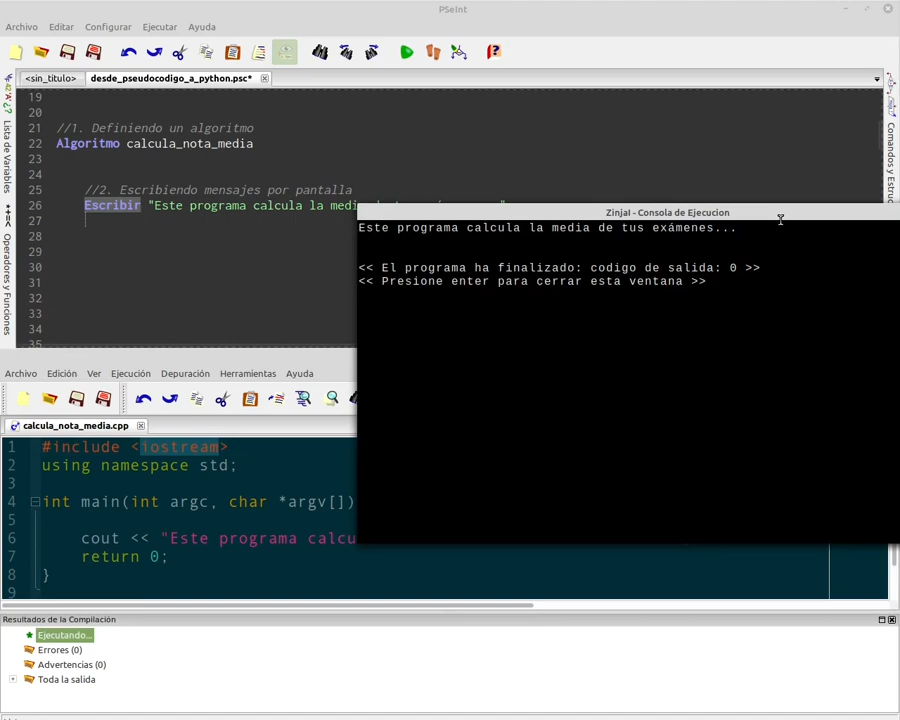 PSeInt
Archivo Editar Configurar Ejecutar Ayuda
<sin_titulo> desde_pseudocodigo_a_python.psc*
Lista de Variables
Operadores y Funciones
19
20
21 //1. Definiendo un algoritmo
22 Algoritmo calcula_nota_media
23
24
25 //2. Escribiendo mensajes por pantalla
26 Escribir "Este programa calcula la medi
27
28
29
30
31
32
33
34
35
Comandos y Estruc
ZinjaI - Consola de Ejecucion
Este programa calcula la media de tus exámenes...
<< El programa ha finalizado: codigo de salida: 0 >>
<< Presione enter para cerrar esta ventana >>
Archivo Edición Ver Ejecución Depuración Herramientas Ayuda
calcula_nota_media.cpp
1 #include <iostream>
2 using namespace std;
3
4 int main(int argc, char *argv[])
5
6 cout << "Este programa calcu
7 return 0;
8 }
9
Resultados de la Compilación
Ejecutando...
Errores (0)
Advertencias (0)
Toda la salida